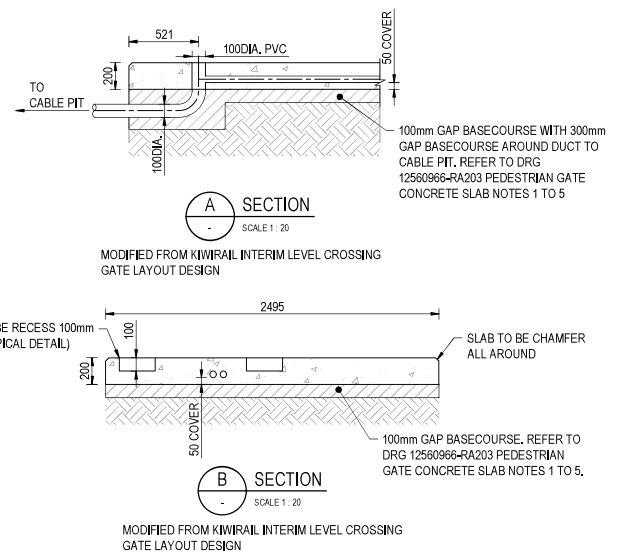 521
100DIA. PVC
50 COVER
200
TO
CABLE PIT
100DIA.
100mm GAP BASECOURSE WITH 300mm
GAP BASECOURSE AROUND DUCT TO
CABLE PIT. REFER TO DRG
12560966-RA203 PEDESTRIAN GATE
CONCRETE SLAB NOTES 1 TO 5
A
-
SECTION
SCALE 1 : 20
MODIFIED FROM KIWIRAIL INTERIM LEVEL CROSSING
GATE LAYOUT DESIGN
2495
BE RECESS 100mm
PICAL DETAIL)
100
200
SLAB TO BE CHAMFER
ALL AROUND
50 COVER
100mm GAP BASECOURSE. REFER TO
DRG 12560966-RA203 PEDESTRIAN
GATE CONCRETE SLAB NOTES 1 TO 5.
B
-
SECTION
SCALE 1 : 20
MODIFIED FROM KIWIRAIL INTERIM LEVEL CROSSING
GATE LAYOUT DESIGN